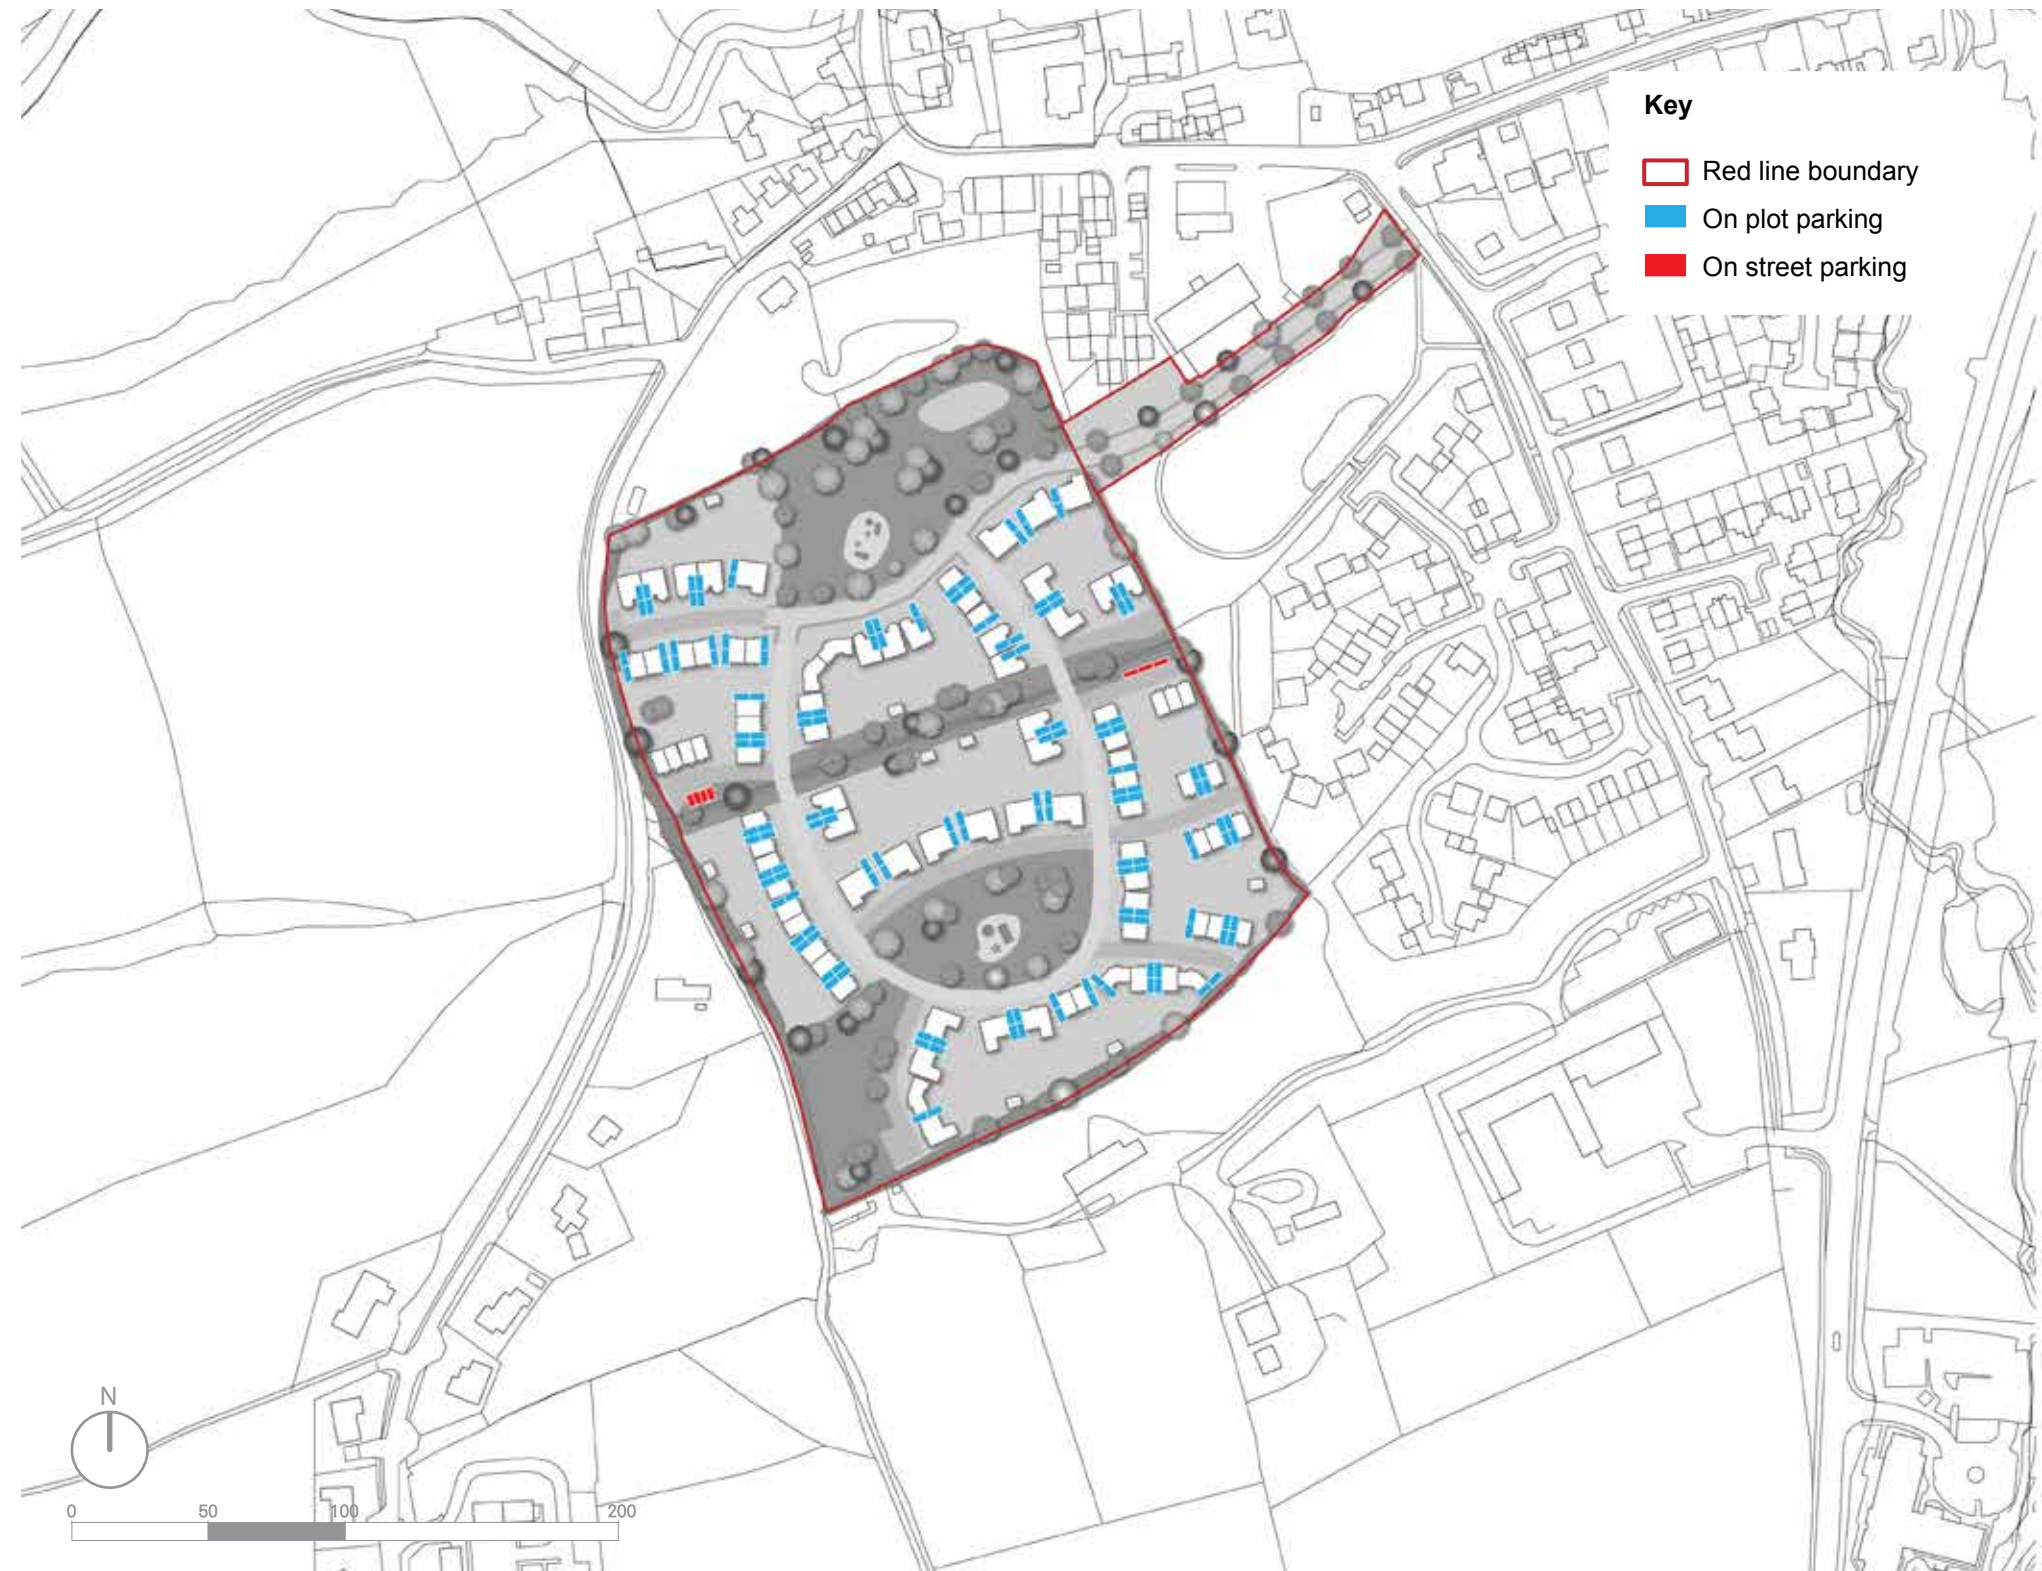 Key
Red line boundary
On plot parking
On street parking
N
0 50 100 200